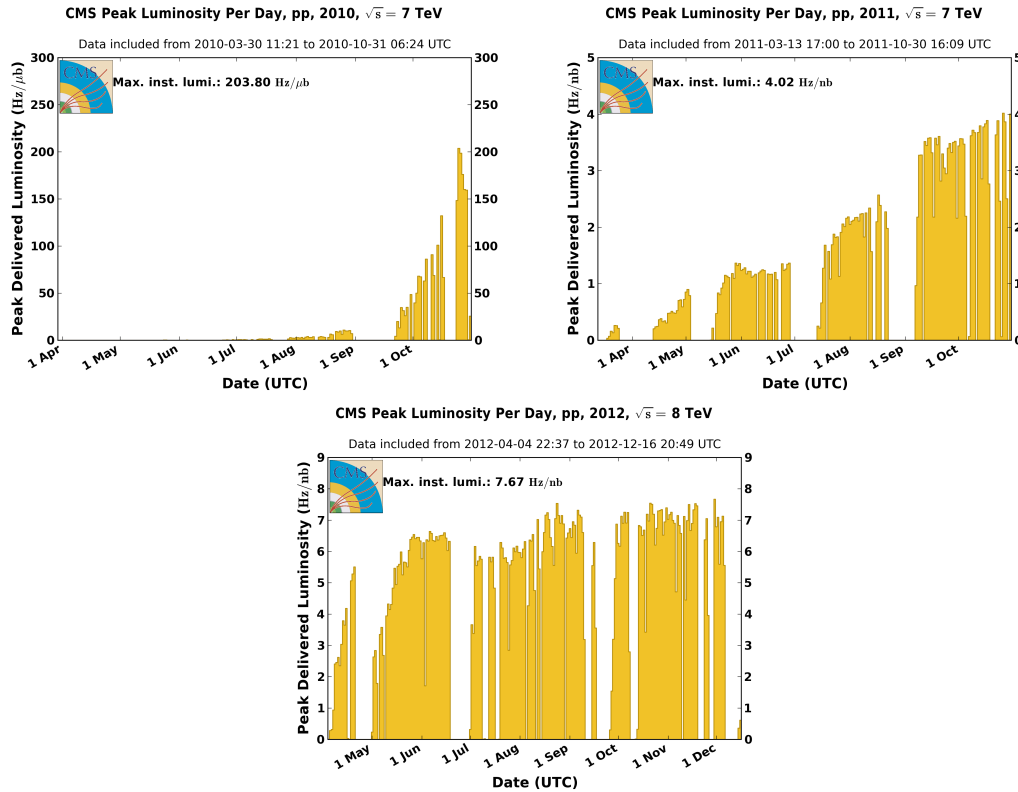 CMS Peak Luminosity Per Day, pp, 2010, √s = 7 TeV
Data included from 2010-03-30 11:21 to 2010-10-31 06:24 UTC
CMS
Max. inst. lumi.: 203.80 Hz/μb
Peak Delivered Luminosity (Hz/μb)
300 300
250 250
200 200
150 150
100 100
50 50
0 0
1 Apr 1 May 1 Jun 1 Jul 1 Aug 1 Sep 1 Oct
Date (UTC)
CMS Peak Luminosity Per Day, pp, 2011, √s = 7 TeV
Data included from 2011-03-13 17:00 to 2011-10-30 16:09 UTC
CMS
Max. inst. lumi.: 4.02 Hz/nb
Peak Delivered Luminosity (Hz/nb)
5 5
4 4
3 3
2 2
1 1
0 0
1 Apr 1 May 1 Jun 1 Jul 1 Aug 1 Sep 1 Oct
Date (UTC)
CMS Peak Luminosity Per Day, pp, 2012, √s = 8 TeV
Data included from 2012-04-04 22:37 to 2012-12-16 20:49 UTC
CMS
Max. inst. lumi.: 7.67 Hz/nb
Peak Delivered Luminosity (Hz/nb)
9 9
8 8
7 7
6 6
5 5
4 4
3 3
2 2
1 1
0 0
1 May 1 Jun 1 Jul 1 Aug 1 Sep 1 Oct 1 Nov 1 Dec
Date (UTC)